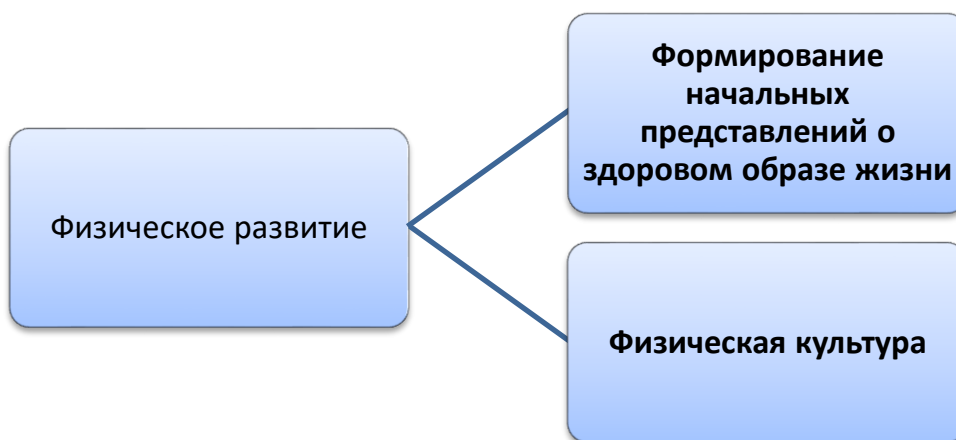 Физическое развитие
Формирование
начальных
представлений о
здоровом образе жизни
Физическая культура